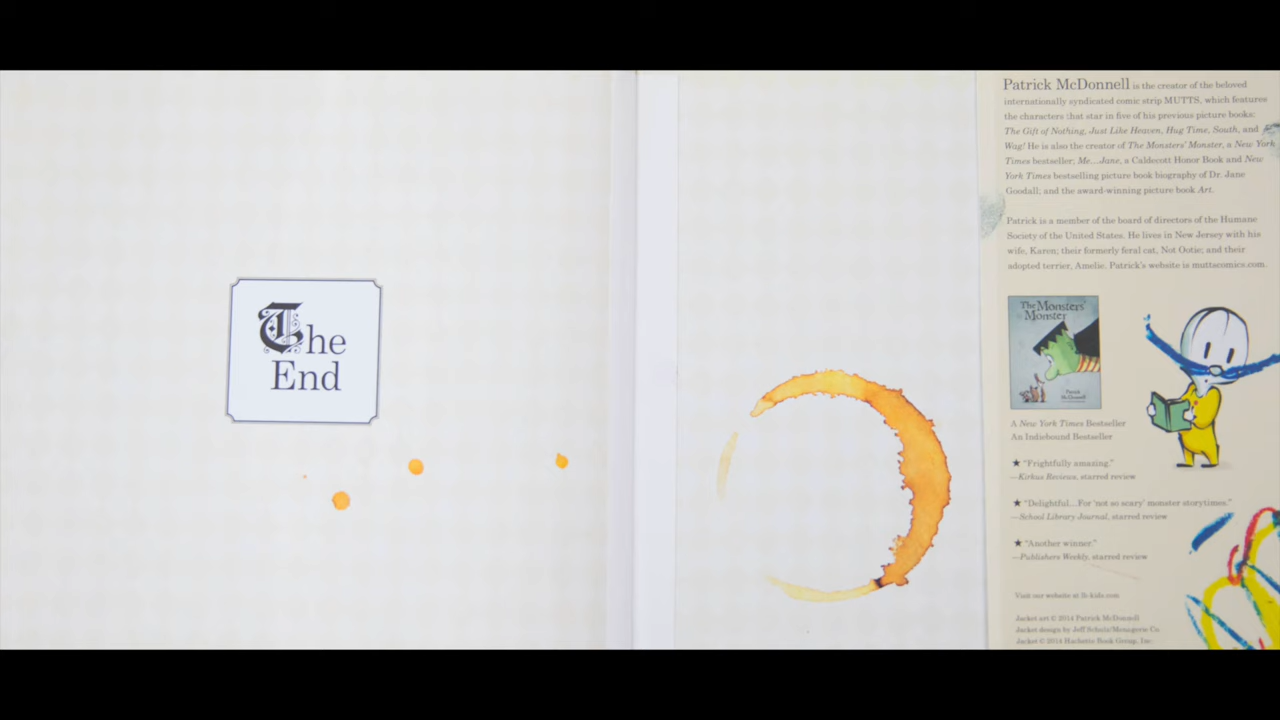 The
End
Patrick McDonnell is the creator of the beloved
internationally syndicated comic strip MUTTS, which features
the characters that star in five of his previous picture books:
The Gift of Nothing, Just Like Heaven, Hug Time, South, and
Wag! He is also the creator of The Monsters' Monster, a New York
Times bestseller; Me...Jane, a Caldecott Honor Book and New
York Times bestselling picture book biography of Dr. Jane
Goodall; and the award-winning picture book Art.
Patrick is a member of the board of directors of the Humane
Society of the United States. He lives in New Jersey with his
wife, Karen; their formerly feral cat, Not Ootie; and their
adopted terrier, Amelie. Patrick's website is muttscomics.com.
The Monsters'
Monster
Patrick
McDonnell
A New York Times Bestseller
An Indiebound Bestseller
★ "Frightfully amazing."
—Kirkus Reviews, starred review
★ "Delightful...For 'not so scary' monster storytimes."
—School Library Journal, starred review
★ "Another winner."
—Publishers Weekly, starred review
Visit our website at lb-kids.com
Jacket art © 2014 Patrick McDonnell
Jacket design by Jeff Schulz/Menagerie Co.
Jacket © 2014 Hachette Book Group, Inc.